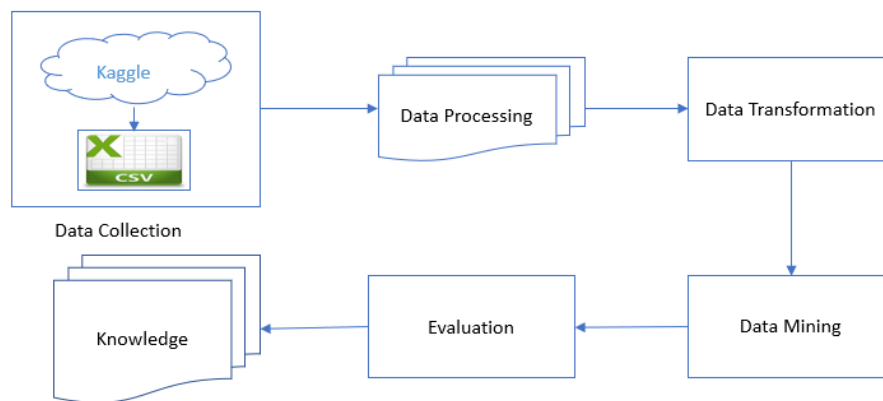 Kaggle
CSV
Data Collection
Data Processing
Data Transformation
Data Mining
Evaluation
Knowledge